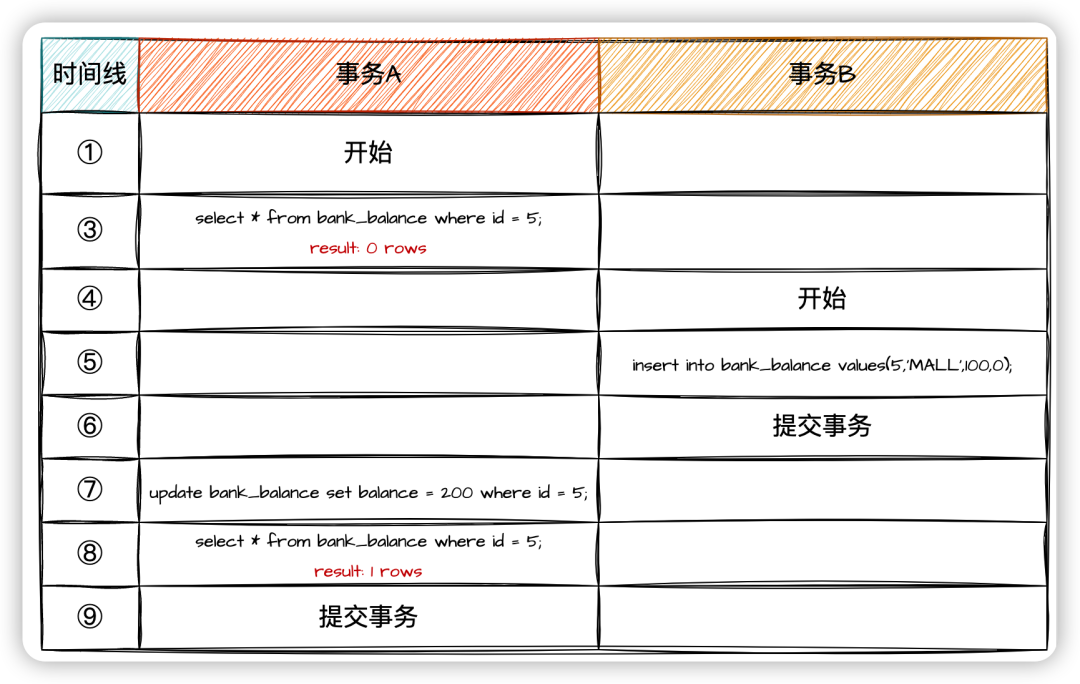 时间线 事务A 事务B
① 开始
③ select * from bank_balance where id = 5;
result: 0 rows
④ 开始
⑤ insert into bank_balance values(5,'MALL',100,0);
⑥ 提交事务
⑦ update bank_balance set balance = 200 where id = 5;
⑧ select * from bank_balance where id = 5;
result: 1 rows
⑨ 提交事务